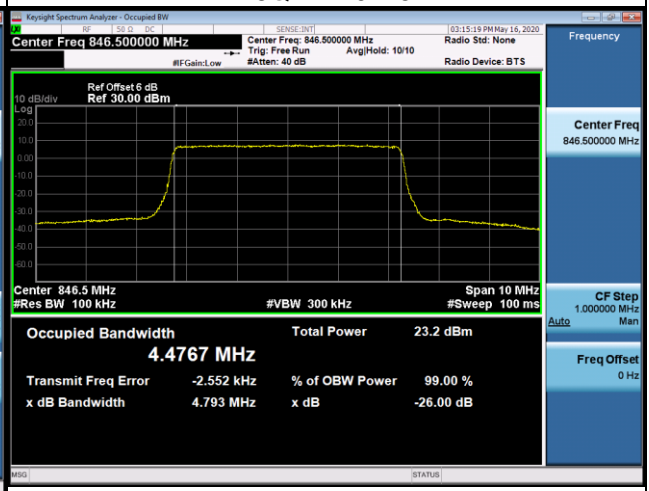 Keysight Spectrum Analyzer - Occupied BW
RF 50 Ω DC SENSE:INT 03:15:19 PM May 16, 2020
Center Freq 846.500000 MHz Center Freq: 846.500000 MHz Radio Std: None Frequency
Trig: Free Run Avg|Hold: 10/10
#IFGain:Low #Atten: 40 dB Radio Device: BTS
Ref Offset 6 dB
10 dB/div Ref 30.00 dBm
Log
20.0
10.0
0.00
-10.0
-20.0
-30.0
-40.0
-50.0
-60.0
Center Freq
846.500000 MHz
Center 846.5 MHz Span 10 MHz
#Res BW 100 kHz #VBW 300 kHz #Sweep 100 ms
CF Step
1.000000 MHz
Auto Man
Occupied Bandwidth Total Power 23.2 dBm
4.4767 MHz
Transmit Freq Error -2.552 kHz % of OBW Power 99.00 %
x dB Bandwidth 4.793 MHz x dB -26.00 dB
Freq Offset
0 Hz
MSG STATUS